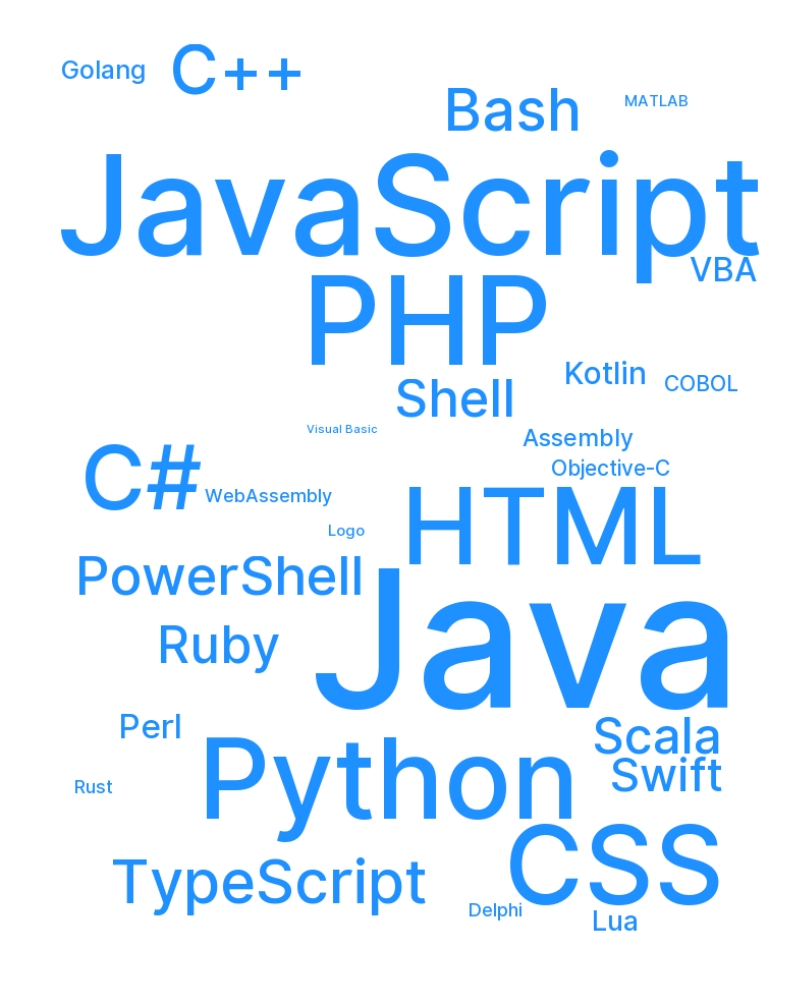 Golang C++
Bash MATLAB
JavaScript
VBA
PHP
Kotlin COBOL
Shell
Visual Basic
Assembly
Objective-C
C# WebAssembly
HTML
Logo
PowerShell
Java
Ruby
Perl
Scala
Python
Swift
Rust
CSS
TypeScript
Delphi
Lua